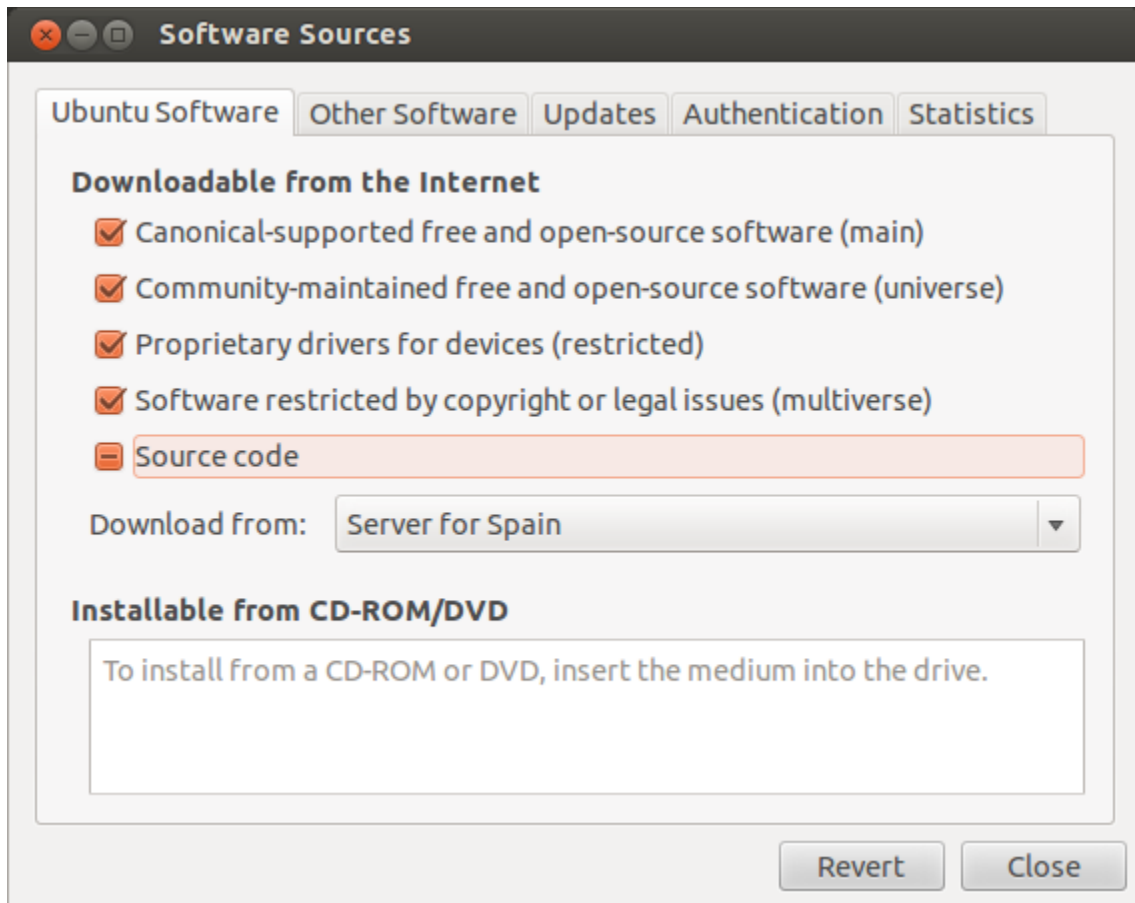 Software Sources
Ubuntu Software Other Software Updates Authentication Statistics
Downloadable from the Internet
Canonical-supported free and open-source software (main)
Community-maintained free and open-source software (universe)
Proprietary drivers for devices (restricted)
Software restricted by copyright or legal issues (multiverse)
Source code
Download from: Server for Spain
Installable from CD-ROM/DVD
To install from a CD-ROM or DVD, insert the medium into the drive.
Revert Close